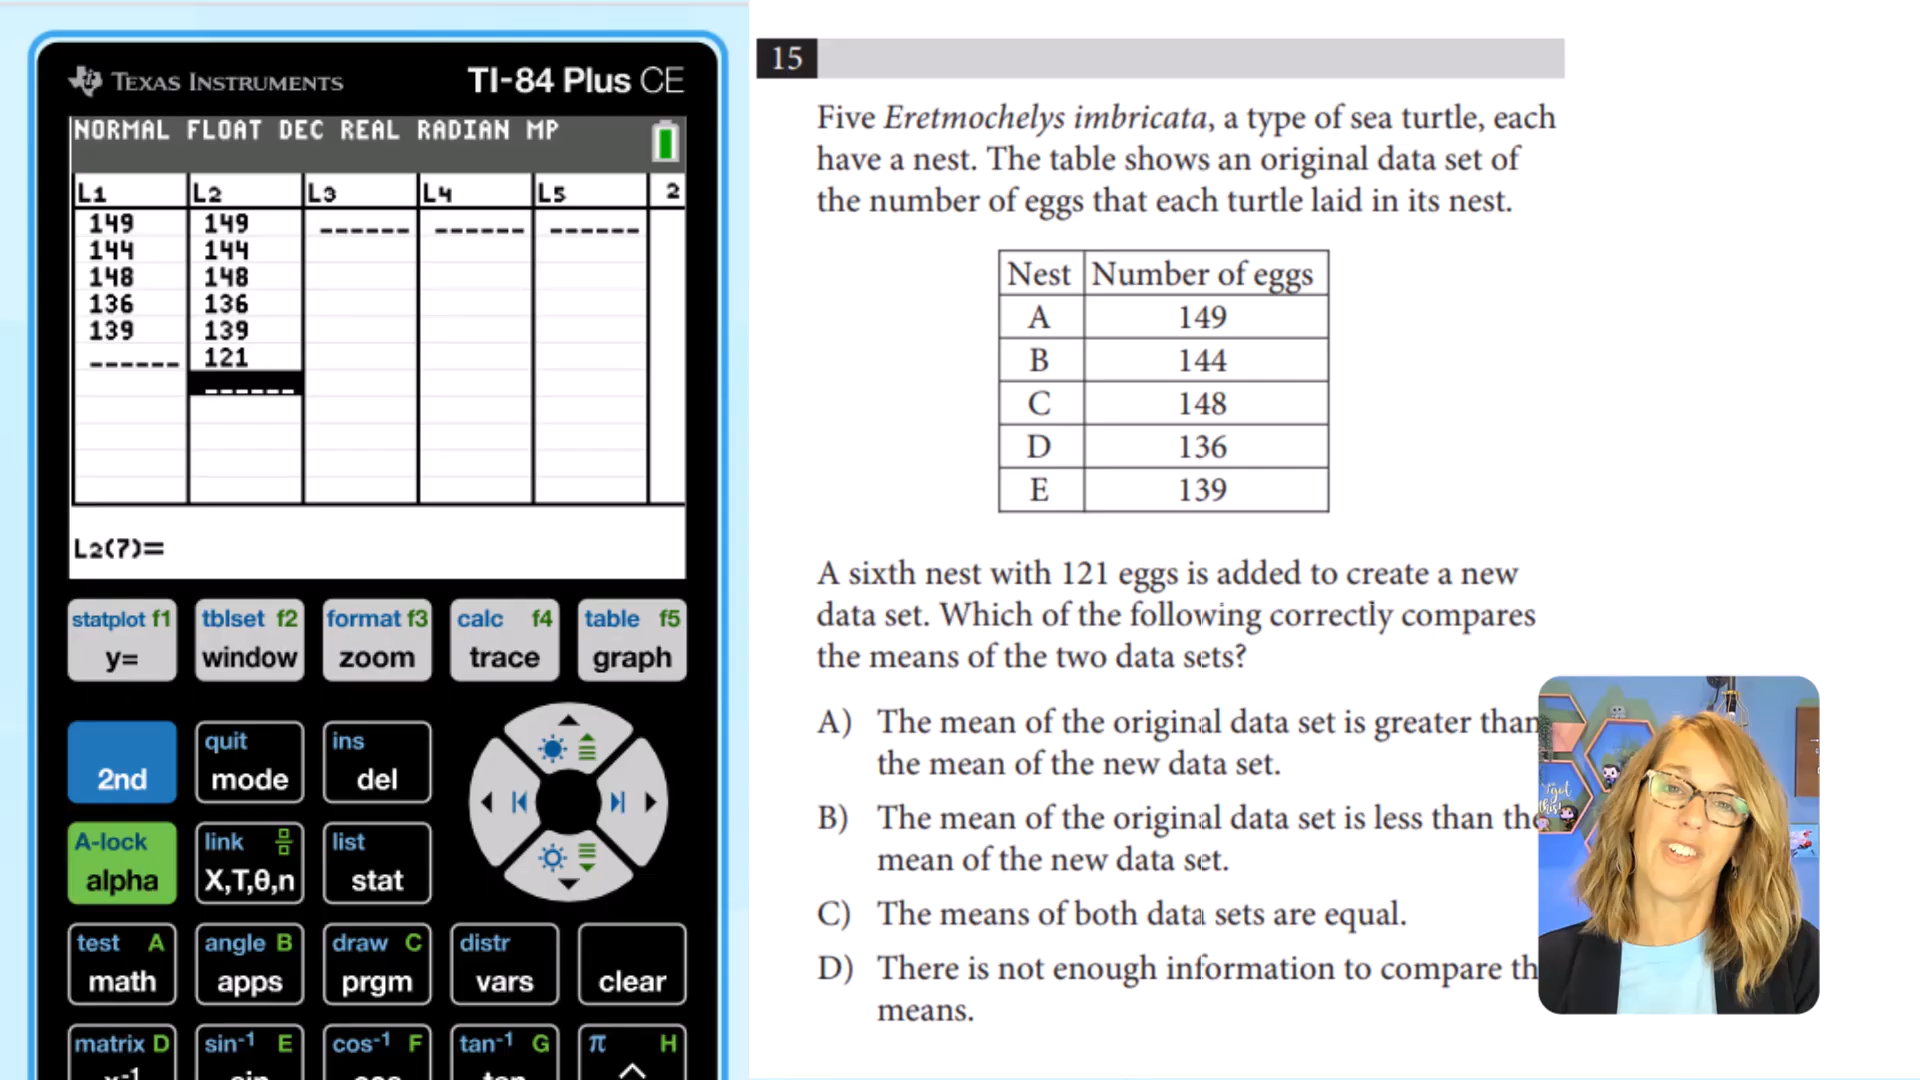 TEXAS INSTRUMENTS
TI-84 Plus CE
NORMAL FLOAT DEC REAL RADIAN MP
L1 L2 L3 L4 L5 2
149 149 ------ ------ ------
144 144
148 148
136 136
139 139
------ 121
------
L2(7)=
statplot f1 tblset f2 format f3 calc f4 table f5
y= window zoom trace graph
quit ins
2nd mode del
A-lock link list
alpha X,T,θ,n stat
test A angle B draw C distr
math apps prgm vars clear
matrix D sin⁻¹ E cos⁻¹ F tan⁻¹ G π H
x⁻¹ sin cos tan ^
15
Five Eretmochelys imbricata, a type of sea turtle, each
have a nest. The table shows an original data set of
the number of eggs that each turtle laid in its nest.
Nest Number of eggs
A 149
B 144
C 148
D 136
E 139
A sixth nest with 121 eggs is added to create a new
data set. Which of the following correctly compares
the means of the two data sets?
A) The mean of the original data set is greater than
the mean of the new data set.
B) The mean of the original data set is less than the
mean of the new data set.
C) The means of both data sets are equal.
D) There is not enough information to compare th
means.
got
this!